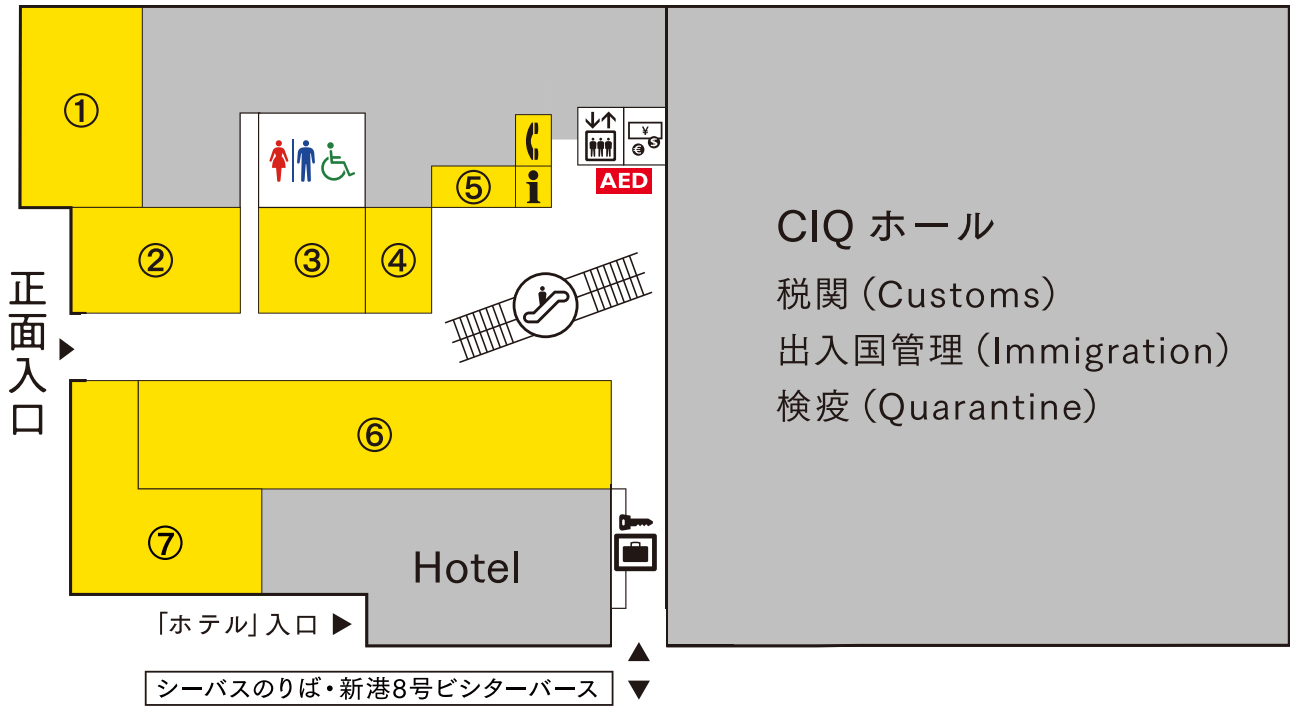 ①
②
③
④
⑤
i
¥
€
$
AED
正面入口
⑥
⑦
Hotel
「ホテル」入口 ▶
シーバスのりば・新港8号ビジターバース
CIQ ホール
税関 (Customs)
出入国管理 (Immigration)
検疫 (Quarantine)